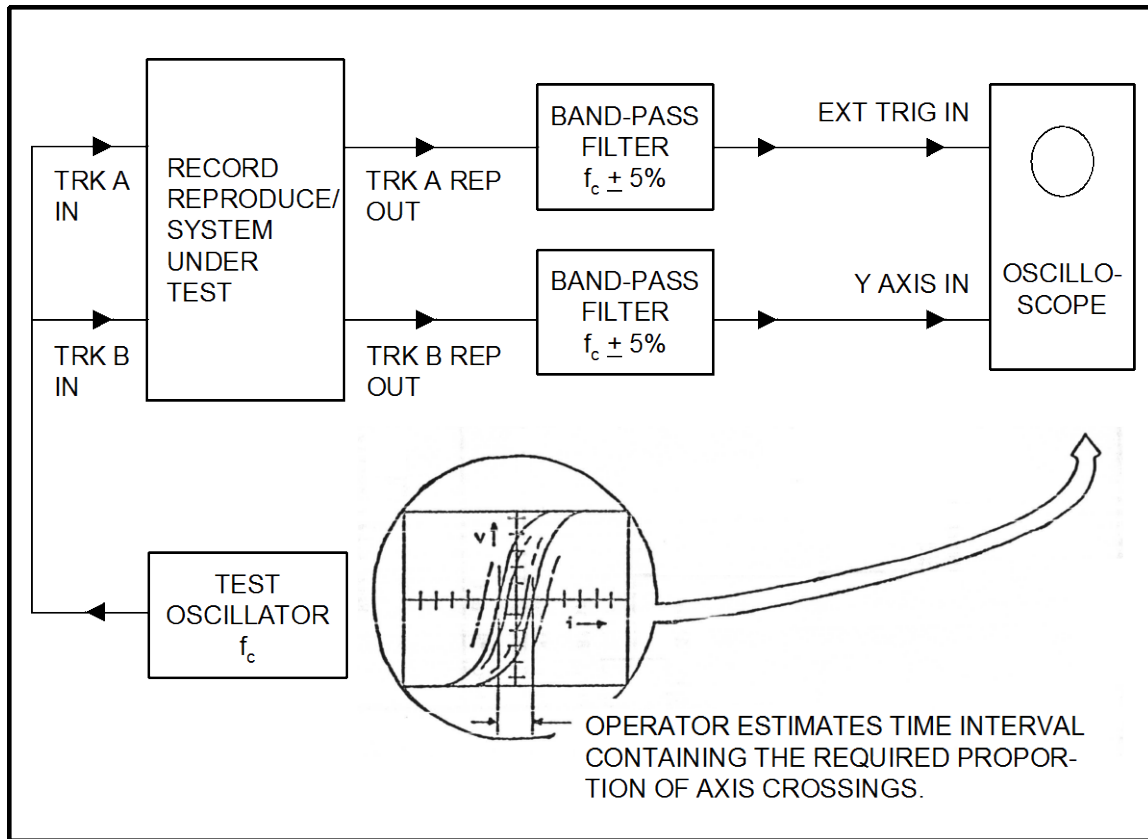 TRK A
IN
RECORD
REPRODUCE/
SYSTEM
UNDER
TEST
TRK A REP
OUT
BAND-PASS
FILTER
fc ± 5%
EXT TRIG IN
TRK B
IN
TRK B REP
OUT
BAND-PASS
FILTER
fc ± 5%
Y AXIS IN
OSCILLO-
SCOPE
TEST
OSCILLATOR
fc
v
i
OPERATOR ESTIMATES TIME INTERVAL
CONTAINING THE REQUIRED PROPOR-
TION OF AXIS CROSSINGS.